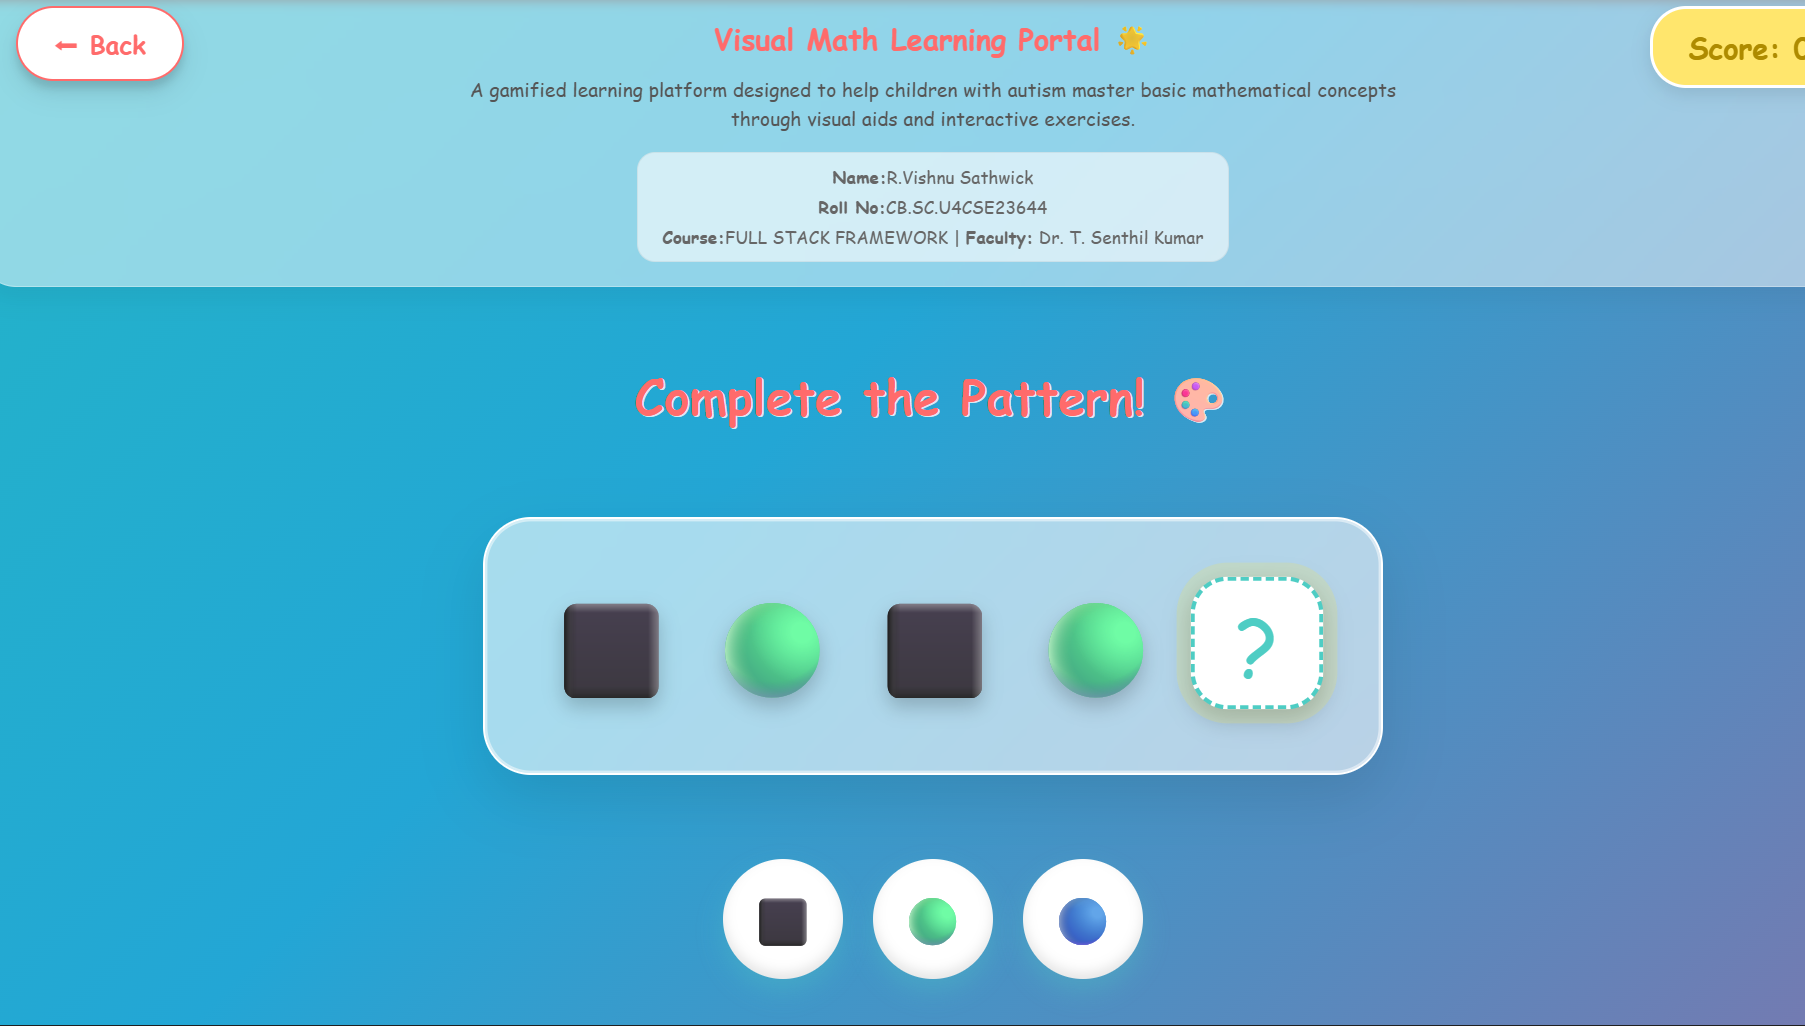 ← Back
Visual Math Learning Portal 🌟
Score: 0
A gamified learning platform designed to help children with autism master basic mathematical concepts
through visual aids and interactive exercises.
Name:R.Vishnu Sathwick
Roll No:CB.SC.U4CSE23644
Course:FULL STACK FRAMEWORK | Faculty: Dr. T. Senthil Kumar
Complete the Pattern! 🎨
?